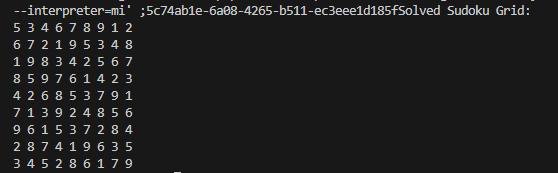 --interpreter=mi' ;5c74ab1e-6a08-4265-b511-ec3eee1d185fSolved Sudoku Grid:
5 3 4 6 7 8 9 1 2
6 7 2 1 9 5 3 4 8
1 9 8 3 4 2 5 6 7
8 5 9 7 6 1 4 2 3
4 2 6 8 5 3 7 9 1
7 1 3 9 2 4 8 5 6
9 6 1 5 3 7 2 8 4
2 8 7 4 1 9 6 3 5
3 4 5 2 8 6 1 7 9